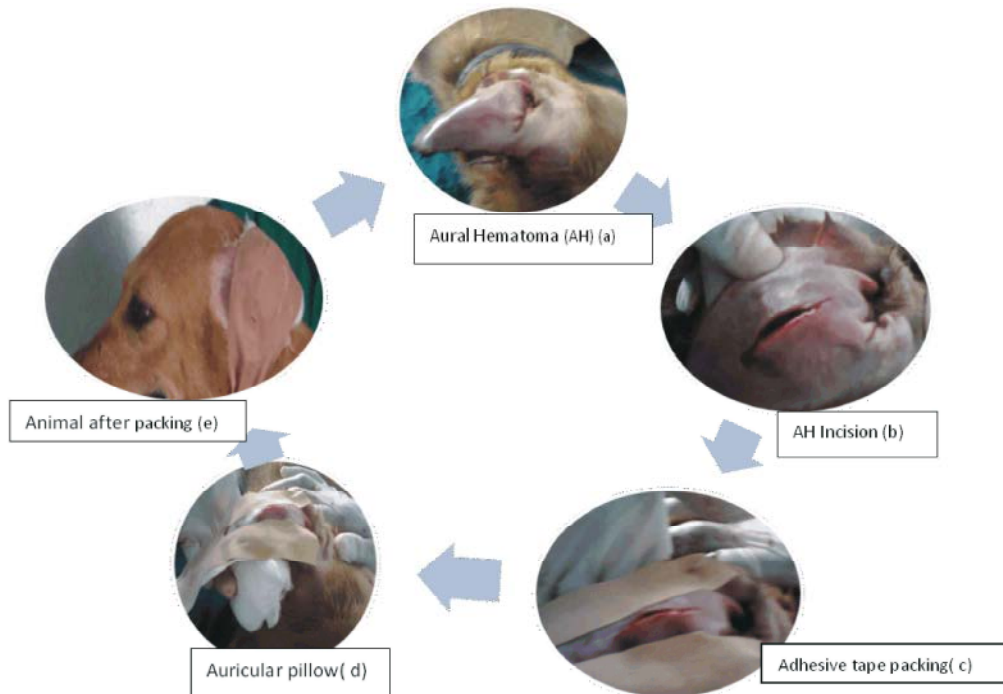 Aural Hematoma (AH) (a)
AH Incision (b)
Adhesive tape packing( c)
Auricular pillow( d)
Animal after packing (e)